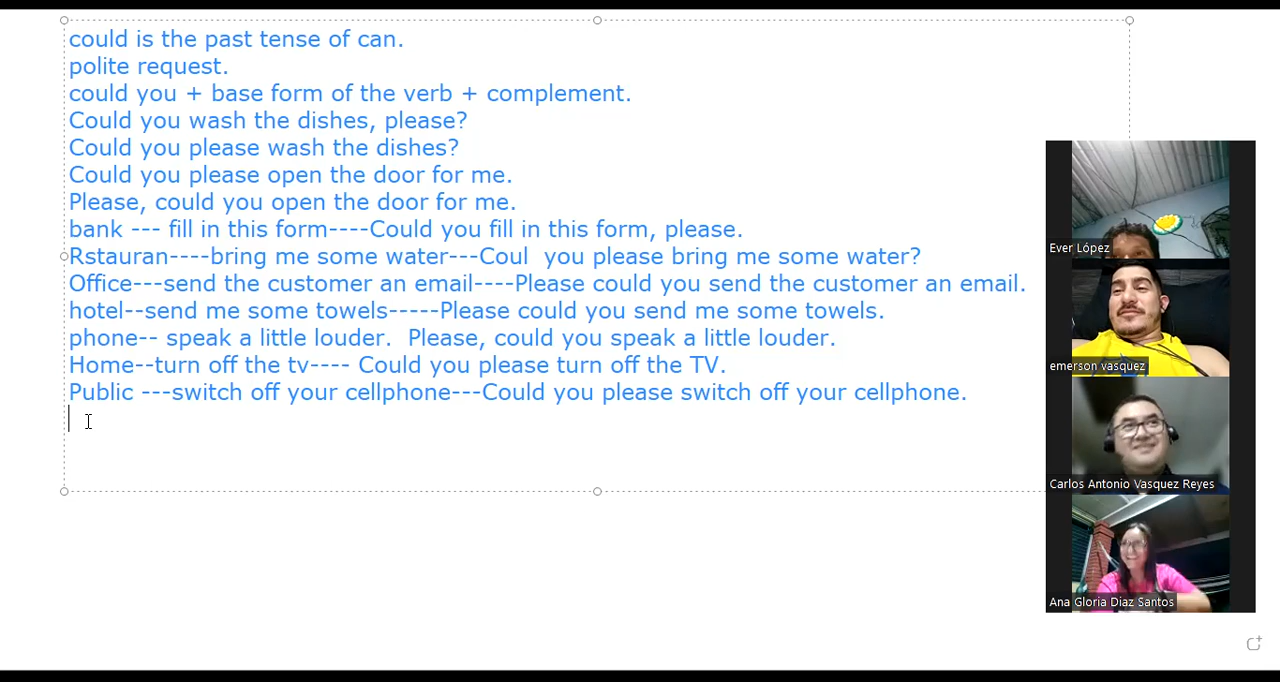 could is the past tense of can.
polite request.
could you + base form of the verb + complement.
Could you wash the dishes, please?
Could you please wash the dishes?
Could you please open the door for me.
Please, could you open the door for me.
bank --- fill in this form----Could you fill in this form, please.
Rstauran----bring me some water---Coul  you please bring me some water?
Office---send the customer an email----Please could you send the customer an email.
hotel--send me some towels-----Please could you send me some towels.
phone-- speak a little louder.  Please, could you speak a little louder.
Home--turn off the tv---- Could you please turn off the TV.
Public ---switch off your cellphone---Could you please switch off your cellphone.
Ever López
emerson vasquez
Carlos Antonio Vasquez Reyes
Ana Gloria Diaz Santos